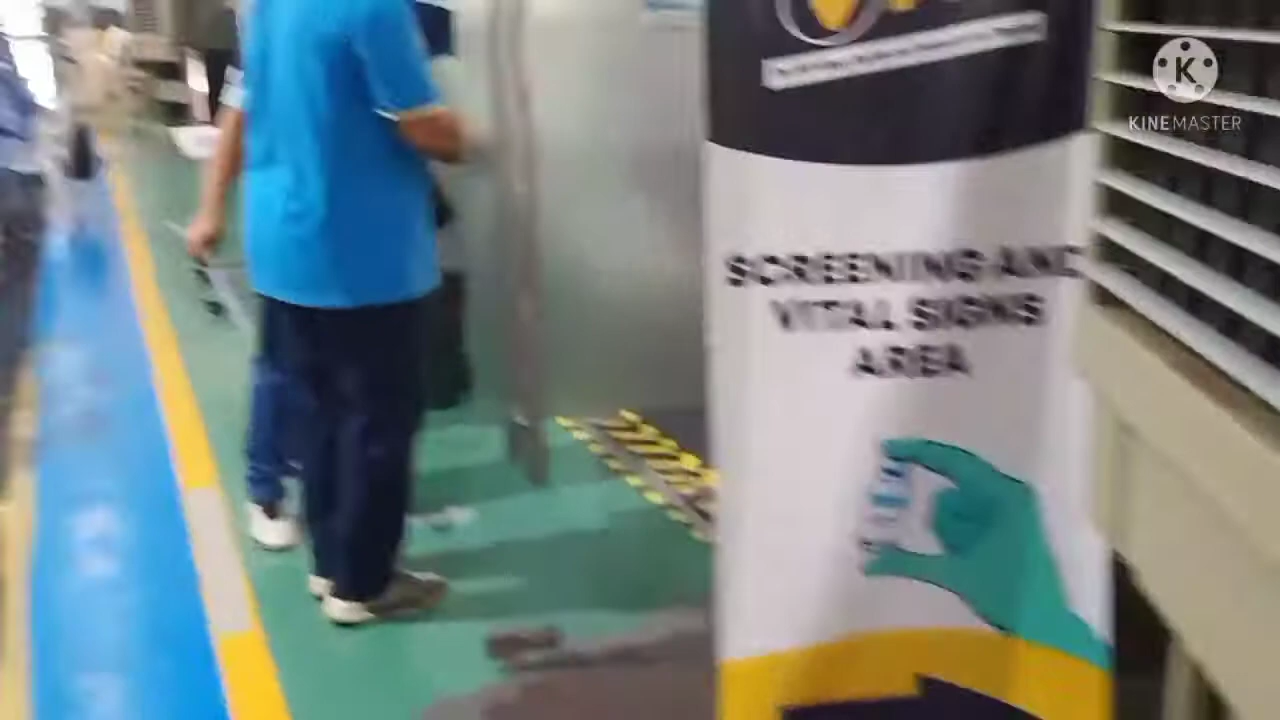 K
KINEMASTER
SCREENING AND
VITAL SIGNS
AREA